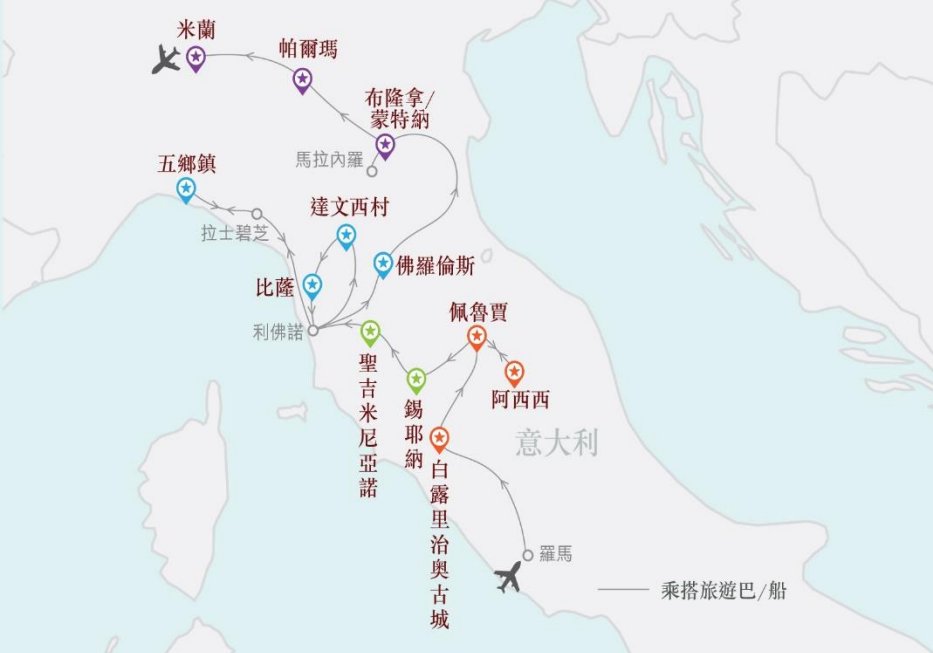 米蘭
帕爾瑪
布隆拿/
蒙特納
馬拉內羅
五鄉鎮
拉士碧芝
達文西村
比薩
佛羅倫斯
利佛諾
佩魯賈
聖吉米尼亞諾
錫耶納
阿西西
意大利
白露里治奧古城
羅馬
乘搭旅遊巴/船